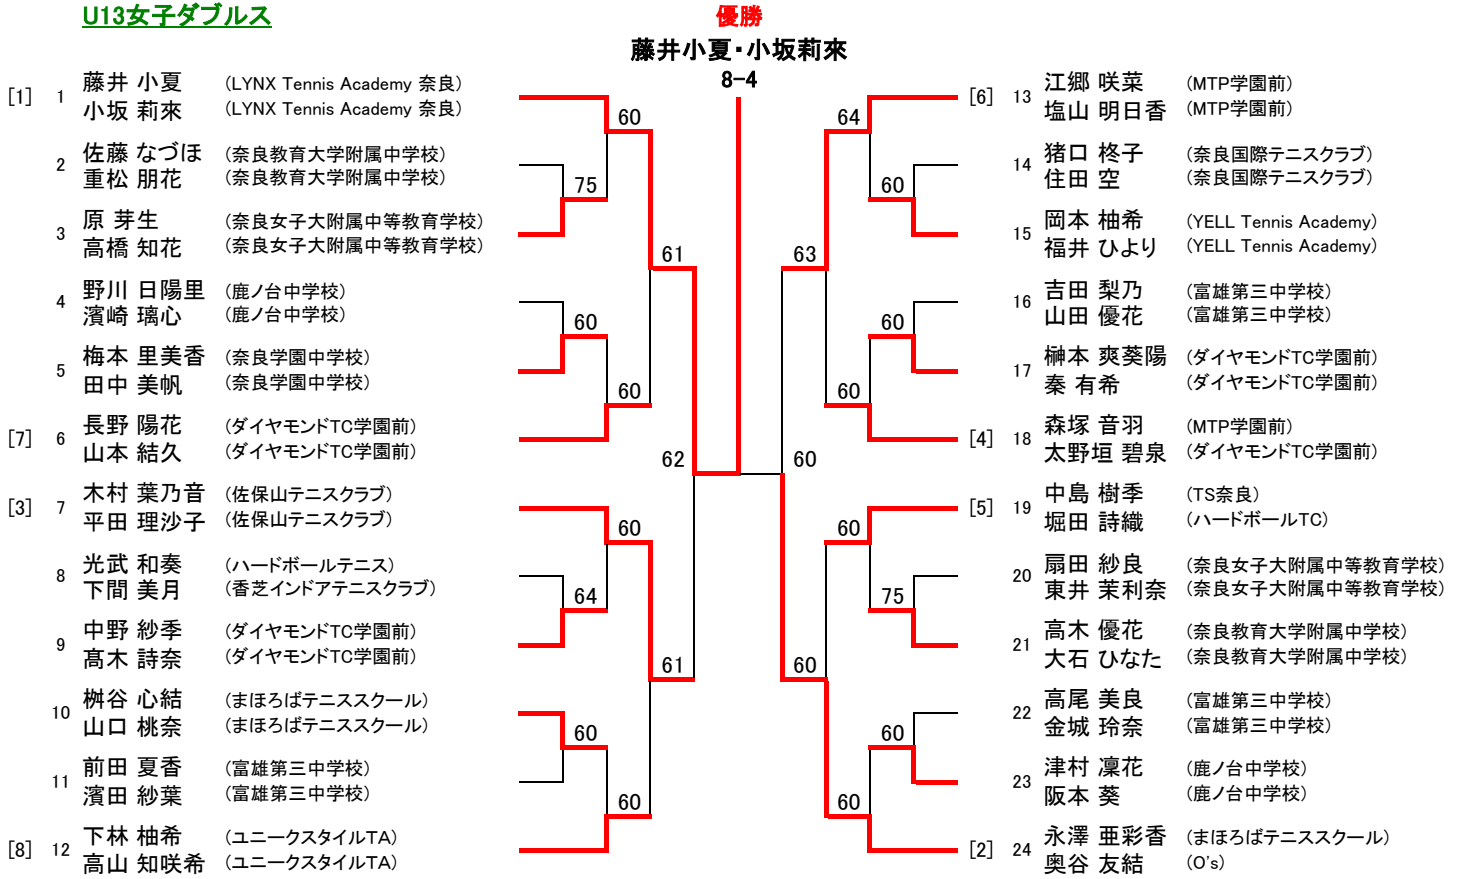 U13女子ダブルス
優勝
藤井小夏・小坂莉來
8-4
[1] 1 藤井 小夏 (LYNX Tennis Academy 奈良)
小坂 莉來 (LYNX Tennis Academy 奈良)
2 佐藤 なづほ (奈良教育大学附属中学校)
重松 朋花 (奈良教育大学附属中学校)
3 原 芽生 (奈良女子大附属中等教育学校)
高橋 知花 (奈良女子大附属中等教育学校)
4 野川 日陽里 (鹿ノ台中学校)
濱崎 璃心 (鹿ノ台中学校)
5 梅本 里美香 (奈良学園中学校)
田中 美帆 (奈良学園中学校)
[7] 6 長野 陽花 (ダイヤモンドTC学園前)
山本 結久 (ダイヤモンドTC学園前)
[3] 7 木村 葉乃音 (佐保山テニスクラブ)
平田 理沙子 (佐保山テニスクラブ)
8 光武 和奏 (ハードボールテニス)
下間 美月 (香芝インドアテニスクラブ)
9 中野 紗季 (ダイヤモンドTC学園前)
髙木 詩奈 (ダイヤモンドTC学園前)
10 桝谷 心結 (まほろばテニススクール)
山口 桃奈 (まほろばテニススクール)
11 前田 夏香 (富雄第三中学校)
濱田 紗葉 (富雄第三中学校)
[8] 12 下林 柚希 (ユニークスタイルTA)
高山 知咲希 (ユニークスタイルTA)
60
75
61
60
60
62
60
64
61
60
60
64
60
63
60
60
60
60
75
60
60
60
[6] 13 江郷 咲菜 (MTP学園前)
塩山 明日香 (MTP学園前)
14 猪口 柊子 (奈良国際テニスクラブ)
住田 空 (奈良国際テニスクラブ)
15 岡本 柚希 (YELL Tennis Academy)
福井 ひより (YELL Tennis Academy)
16 吉田 梨乃 (富雄第三中学校)
山田 優花 (富雄第三中学校)
17 榊本 爽葵陽 (ダイヤモンドTC学園前)
秦 有希 (ダイヤモンドTC学園前)
[4] 18 森塚 音羽 (MTP学園前)
太野垣 碧泉 (ダイヤモンドTC学園前)
[5] 19 中島 樹季 (TS奈良)
堀田 詩織 (ハードボールTC)
20 扇田 紗良 (奈良女子大附属中等教育学校)
東井 茉利奈 (奈良女子大附属中等教育学校)
21 高木 優花 (奈良教育大学附属中学校)
大石 ひなた (奈良教育大学附属中学校)
22 高尾 美良 (富雄第三中学校)
金城 玲奈 (富雄第三中学校)
23 津村 凜花 (鹿ノ台中学校)
阪本 葵 (鹿ノ台中学校)
[2] 24 永澤 亜彩香 (まほろばテニススクール)
奥谷 友結 (O's)